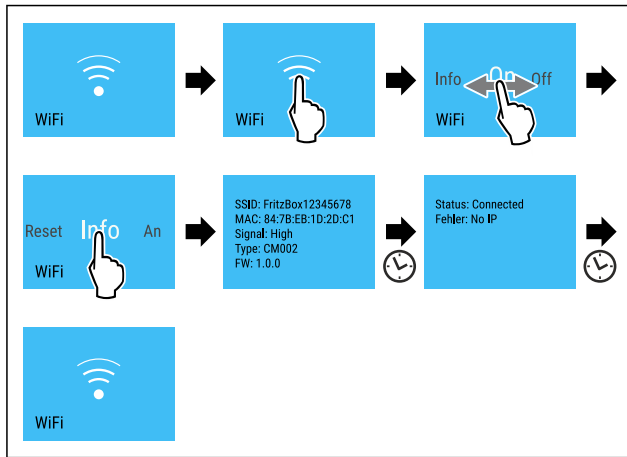 WiFi
WiFi
Info On Off
WiFi
Reset Info An
WiFi
SSID: FritzBox12345678
MAC: 84:7B:EB:1D:2D:C1
Signal: High
Type: CM002
FW: 1.0.0
Status: Connected
Fehler: No IP
WiFi